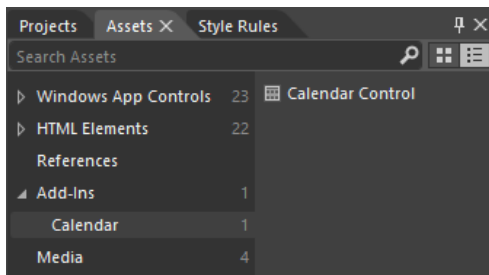 Projects Assets Style Rules
Search Assets
Windows App Controls 23
HTML Elements 22
References
Add-Ins 1
Calendar 1
Media 4
Calendar Control